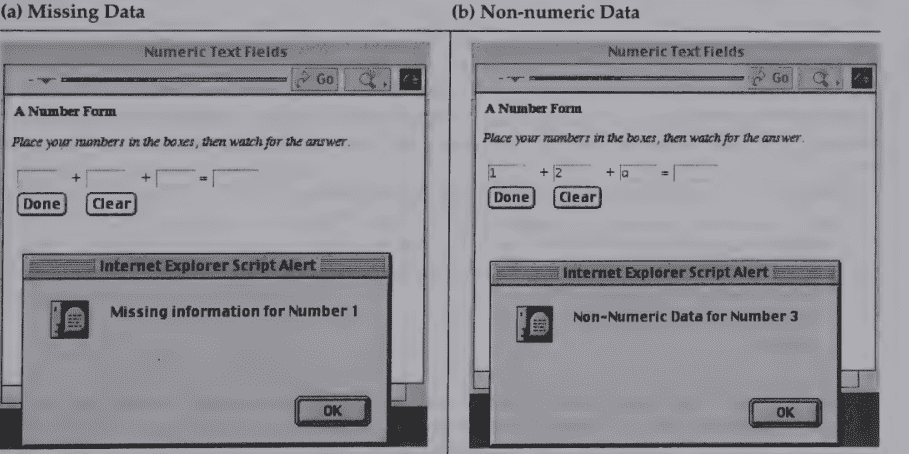 (a) Missing Data
Numeric Text Fields
Go
A Number Form
Place your numbers in the boxes, then watch for the answer.
+ + =
Done Clear
Internet Explorer Script Alert
Missing information for Number 1
OK
(b) Non-numeric Data
Numeric Text Fields
Go
A Number Form
Place your numbers in the boxes, then watch for the answer.
1 + 2 + a =
Done Clear
Internet Explorer Script Alert
Non-Numeric Data for Number 3
OK